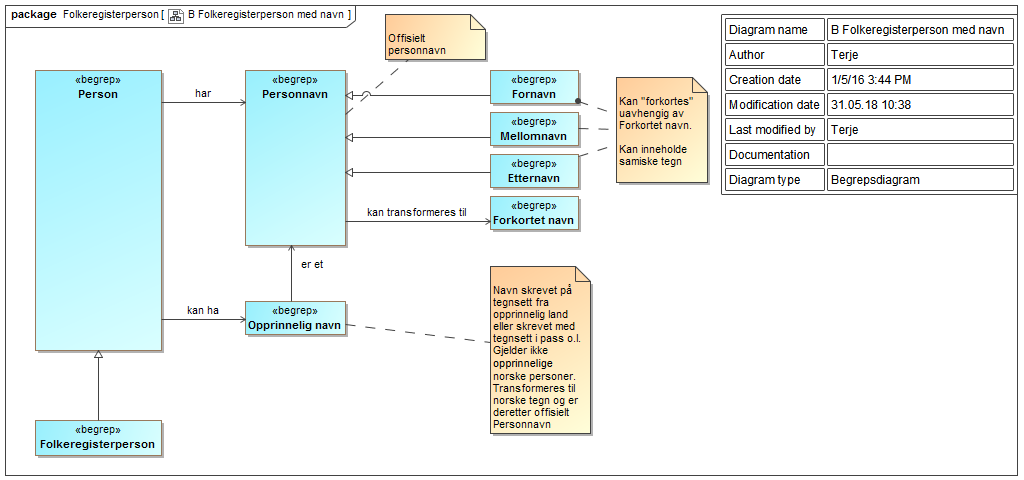 package Folkeregisterperson [ B Folkeregisterperson med navn ]
Offisielt
personnavn
Diagram name B Folkeregisterperson med navn
Author Terje
Creation date 1/5/16 3:44 PM
Modification date 31.05.18 10:38
Last modified by Terje
Documentation
Diagram type Begrepsdiagram
«begrep»
Person
har
«begrep»
Personnavn
«begrep»
Fornavn
«begrep»
Mellomnavn
«begrep»
Etternavn
Kan "forkortes"
uavhengig av
Forkortet navn.
Kan inneholde
samiske tegn
kan transformeres til
«begrep»
Forkortet navn
er et
kan ha
«begrep»
Opprinnelig navn
Navn skrevet på
tegnsett fra
opprinnelig land
eller skrevet med
tegnsett i pass o.l.
Gjelder ikke
opprinnelige
norske personer.
Transformeres til
norske tegn og er
deretter offisielt
Personnavn
«begrep»
Folkeregisterperson